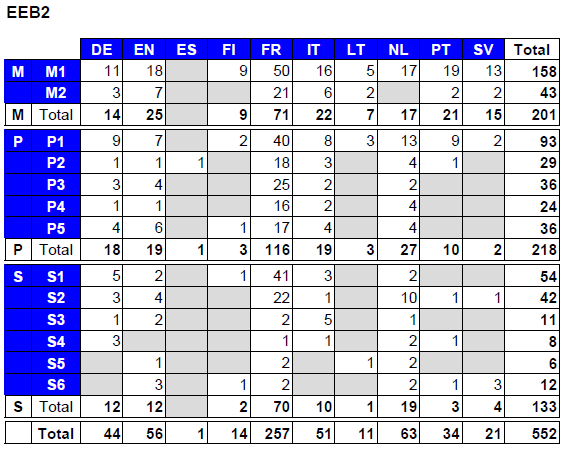 EEB2
DE EN ES FI FR IT LT NL PT SV Total
M M1 11 18 9 50 16 5 17 19 13 158
M2 3 7 21 6 2 2 2 43
M Total 14 25 9 71 22 7 17 21 15 201
P P1 9 7 2 40 8 3 13 9 2 93
P2 1 1 1 18 3 4 1 29
P3 3 4 25 2 2 36
P4 1 1 16 2 4 24
P5 4 6 1 17 4 4 36
P Total 18 19 1 3 116 19 3 27 10 2 218
S S1 5 2 1 41 3 2 54
S2 3 4 22 1 10 1 1 42
S3 1 2 2 5 1 11
S4 3 1 1 2 1 8
S5 1 2 1 2 6
S6 3 1 2 2 1 3 12
S Total 12 12 2 70 10 1 19 3 4 133
Total 44 56 1 14 257 51 11 63 34 21 552